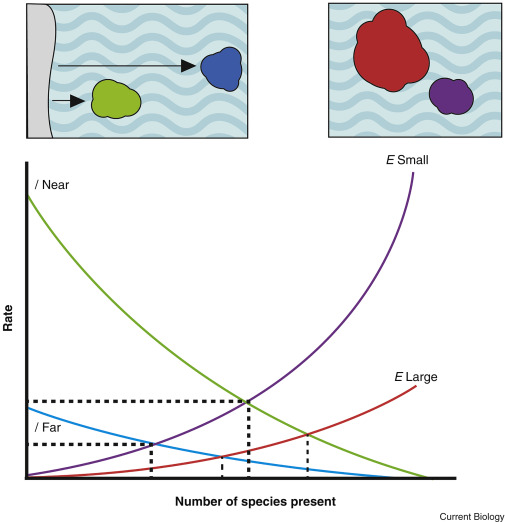 E Small
I Near
Rate
E Large
I Far
Number of species present
Current Biology